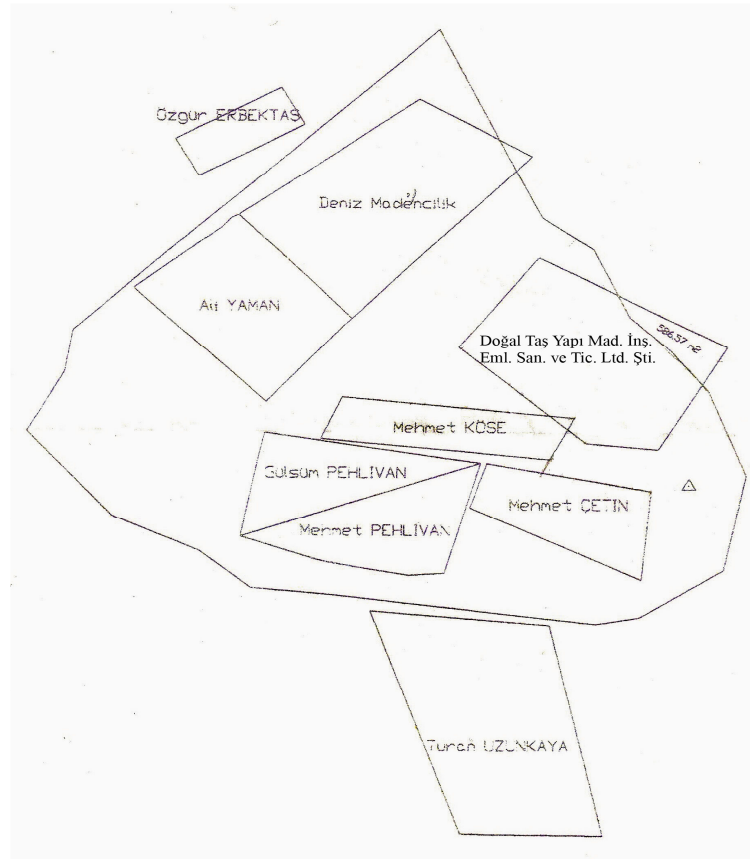 Özgür ERBEKTAŞ
Deniz Madencilik
Ali YAMAN
586.57 m2
Doğal Taş Yapı Mad. İnş.
Eml. San. ve Tic. Ltd. Şti.
Mehmet KÖSE
Gülsüm PEHLİVAN
Mehmet ÇETİN
Mehmet PEHLİVAN
Turan UZUNKAYA